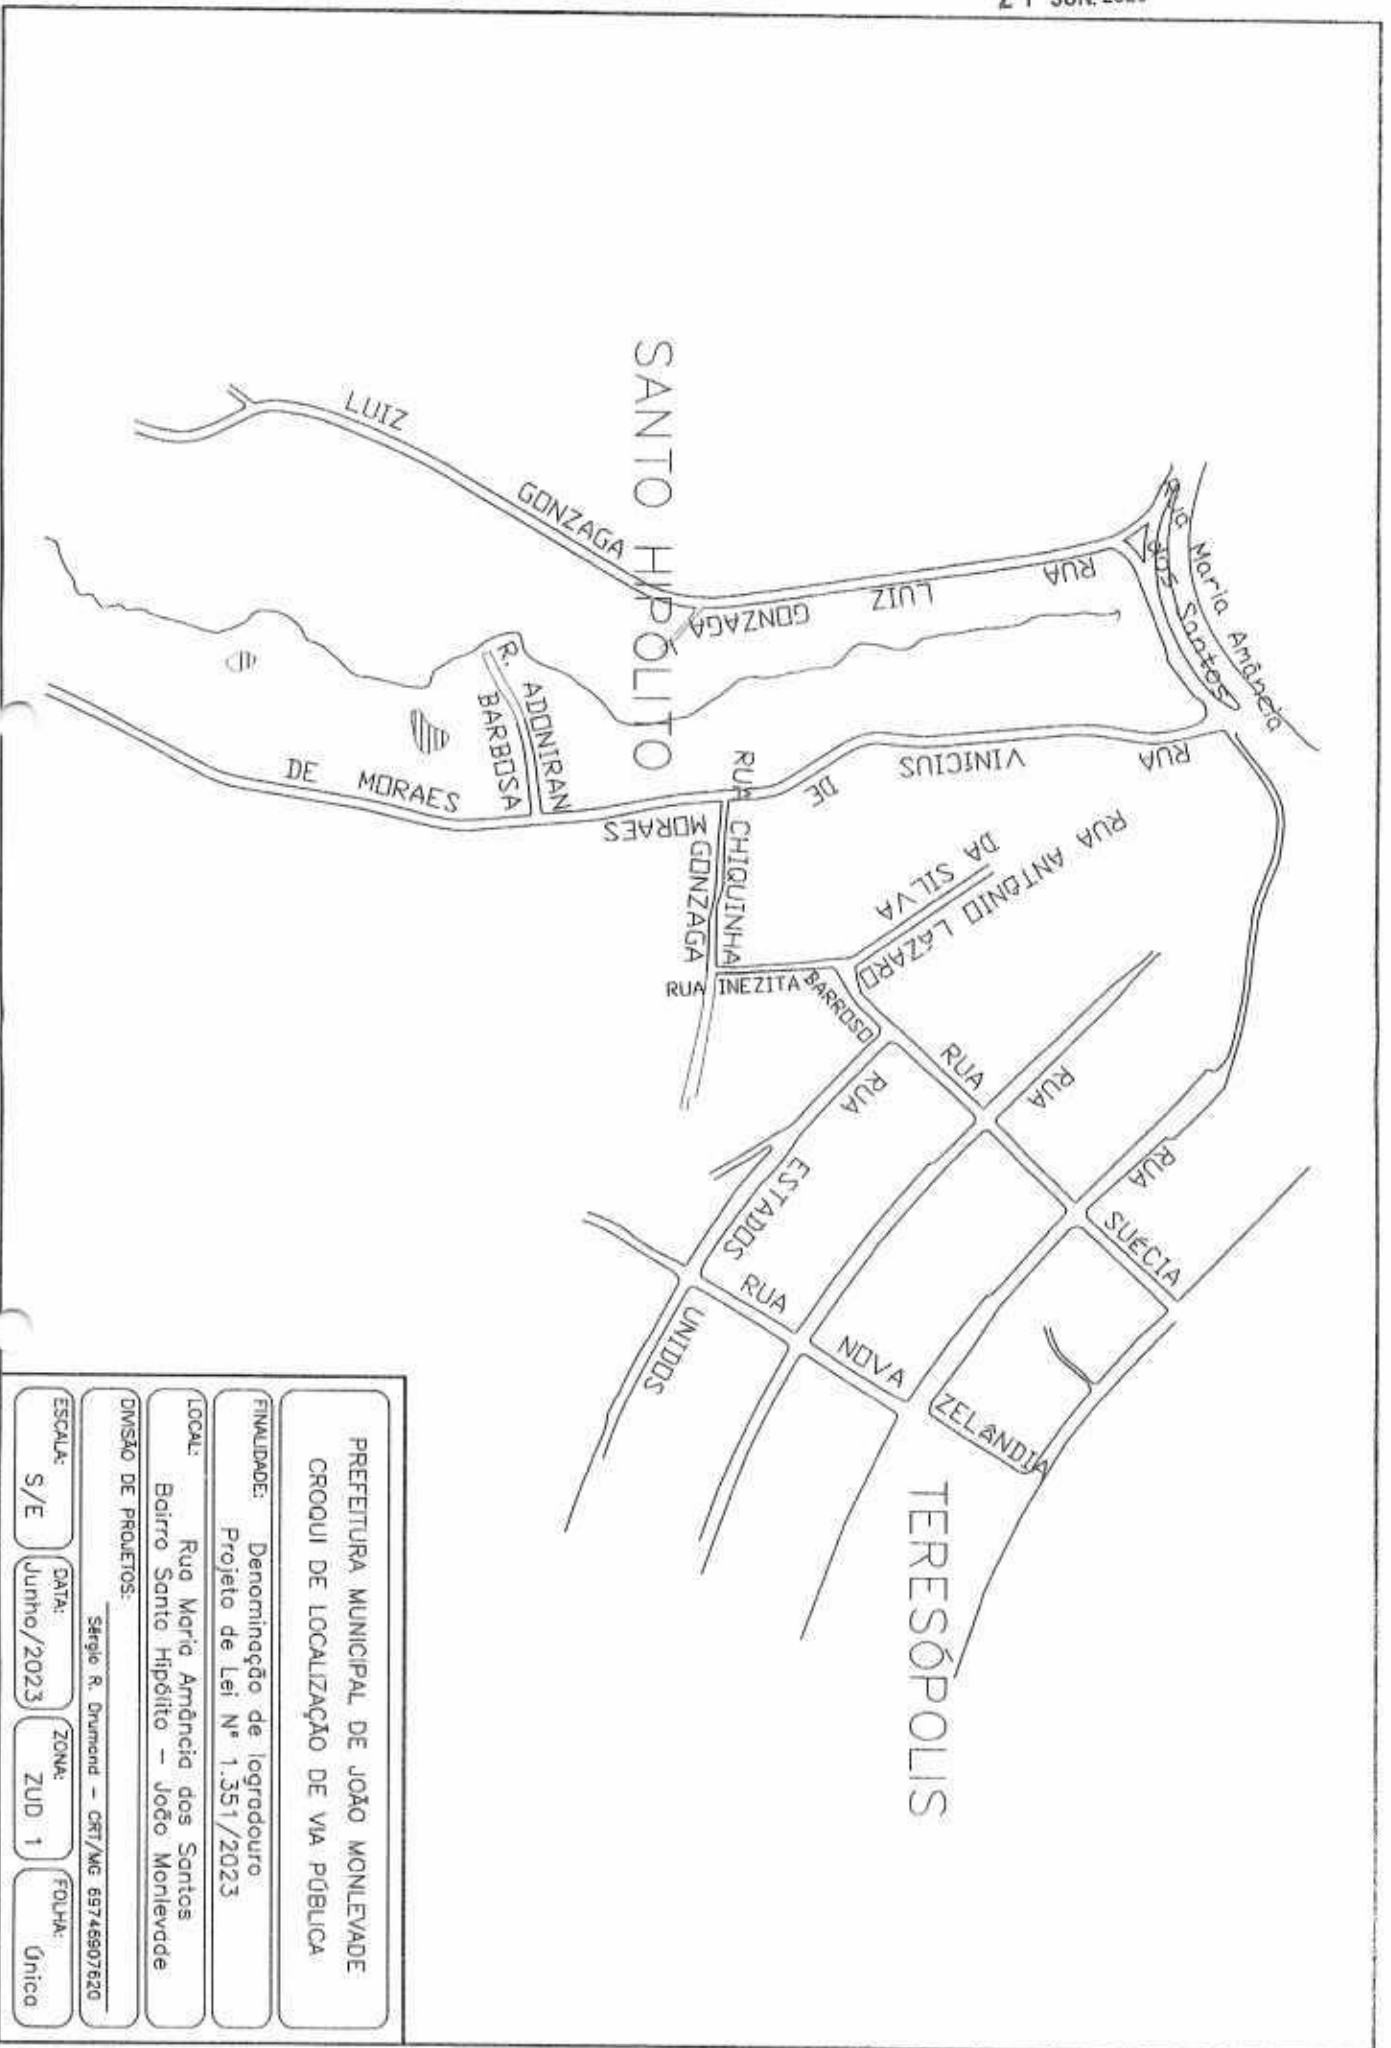 SANTO HIPÓLITO
TERESÓPOLIS
Rua Maria Amância
dos Santos
RUA LUIZ GONZAGA
LUIZ GONZAGA
RUA VINICIUS DE MORAES
DE MORAES
R. ADONIRAN
BARBOSA
RUA CHIQUINHA
GONZAGA
RUA INEZITA BARROSO
RUA ANTÔNIO LÁZARO
DA SILVA
RUA
RUA
RUA SUÉCIA
RUA ESTADOS UNIDOS
RUA NOVA ZELÂNDIA
PREFEITURA MUNICIPAL DE JOÃO MONLEVADE
CROQUI DE LOCALIZAÇÃO DE VIA PÚBLICA
FINALIDADE: Denominação de logradouro
Projeto de Lei Nº 1.351/2023
LOCAL: Rua Maria Amância dos Santos
Bairro Santo Hipólito – João Monlevade
DIVISÃO DE PROJETOS:
Sérgio R. Drumond – CRT/MG 69746907620
ESCALA: S/E
DATA: Junho/2023
ZONA: ZUD 1
FOLHA: Única